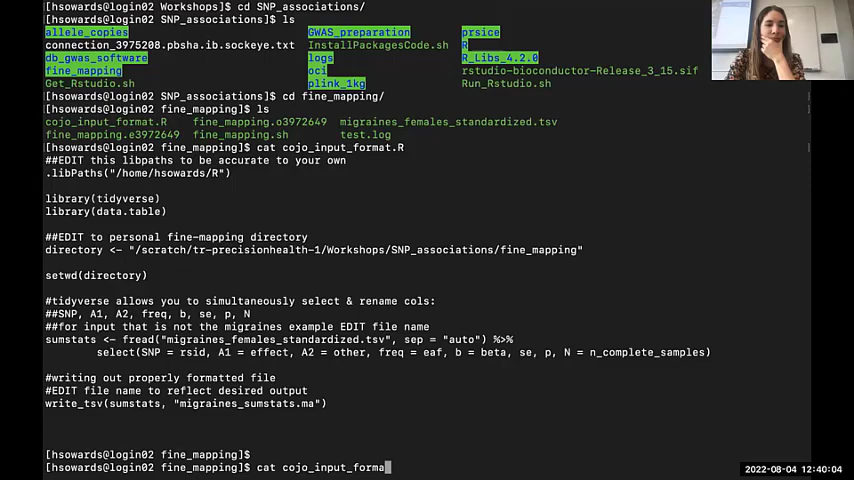 [hsowards@login02 Workshops]$ cd SNP_associations/
[hsowards@login02 SNP_associations]$ ls
allele_copies GWAS_preparation prsice
connection_3975208.pbsha.ib.sockeye.txt InstallPackagesCode.sh R
db_gwas_software logs R_Libs_4.2.0
fine_mapping oci rstudio-bioconductor-Release_3_15.sif
Get_Rstudio.sh plink_1kg Run_Rstudio.sh
[hsowards@login02 SNP_associations]$ cd fine_mapping/
[hsowards@login02 fine_mapping]$ ls
cojo_input_format.R fine_mapping.o3972649 migraines_females_standardized.tsv
fine_mapping.e3972649 fine_mapping.sh test.log
[hsowards@login02 fine_mapping]$ cat cojo_input_format.R
##EDIT this libpaths to be accurate to your own
.libPaths("/home/hsowards/R")
library(tidyverse)
library(data.table)
##EDIT to personal fine-mapping directory
directory <- "/scratch/tr-precisionhealth-1/Workshops/SNP_associations/fine_mapping"
setwd(directory)
#tidyverse allows you to simultaneously select & rename cols:
##SNP, A1, A2, freq, b, se, p, N
##for input that is not the migraines example EDIT file name
sumstats <- fread("migraines_females_standardized.tsv", sep = "auto") %>%
select(SNP = rsid, A1 = effect, A2 = other, freq = eaf, b = beta, se, p, N = n_complete_samples)
#writing out properly formatted file
#EDIT file name to reflect desired output
write_tsv(sumstats, "migraines_sumstats.ma")
[hsowards@login02 fine_mapping]$
[hsowards@login02 fine_mapping]$ cat cojo_input_forma
2022-08-04 12:40:04